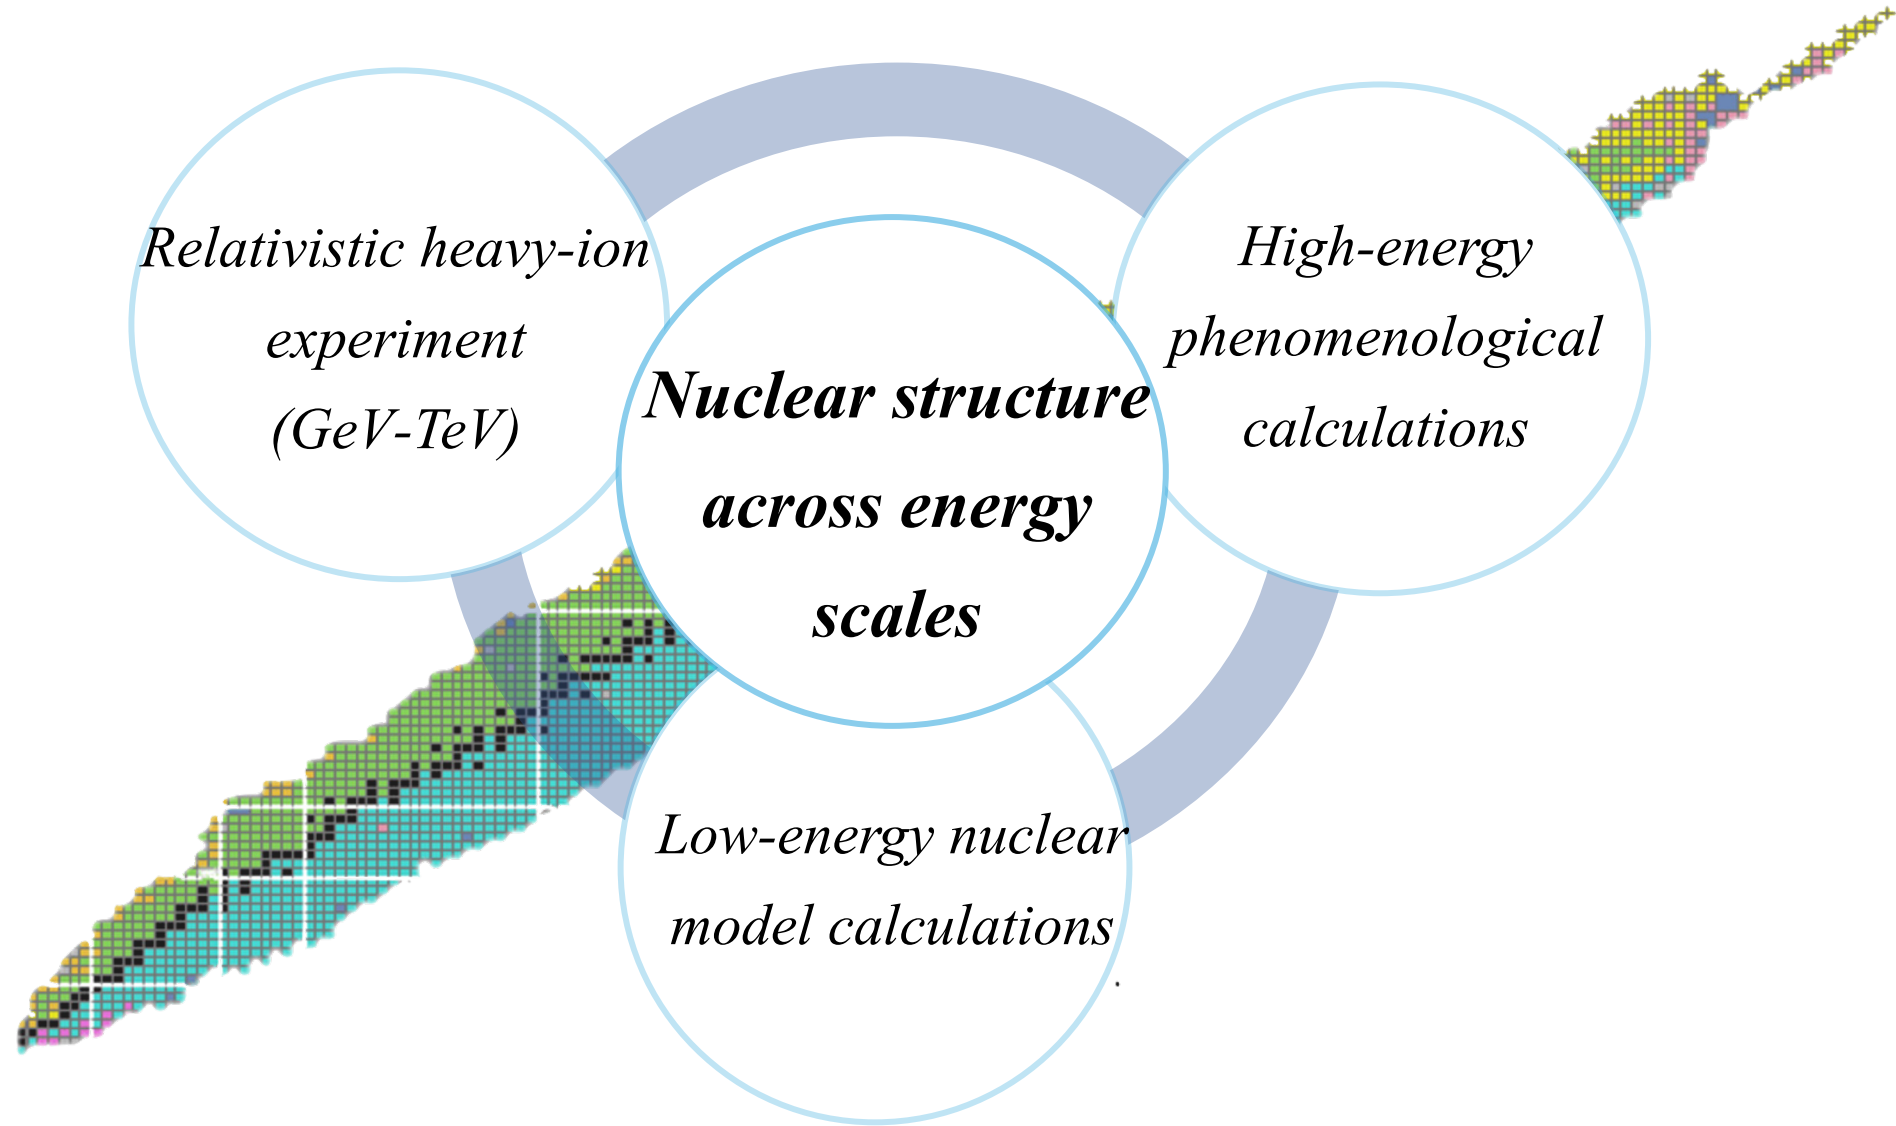 Relativistic heavy-ion
experiment
(GeV-TeV)
High-energy
phenomenological
calculations
Nuclear structure
across energy
scales
Low-energy nuclear
model calculations